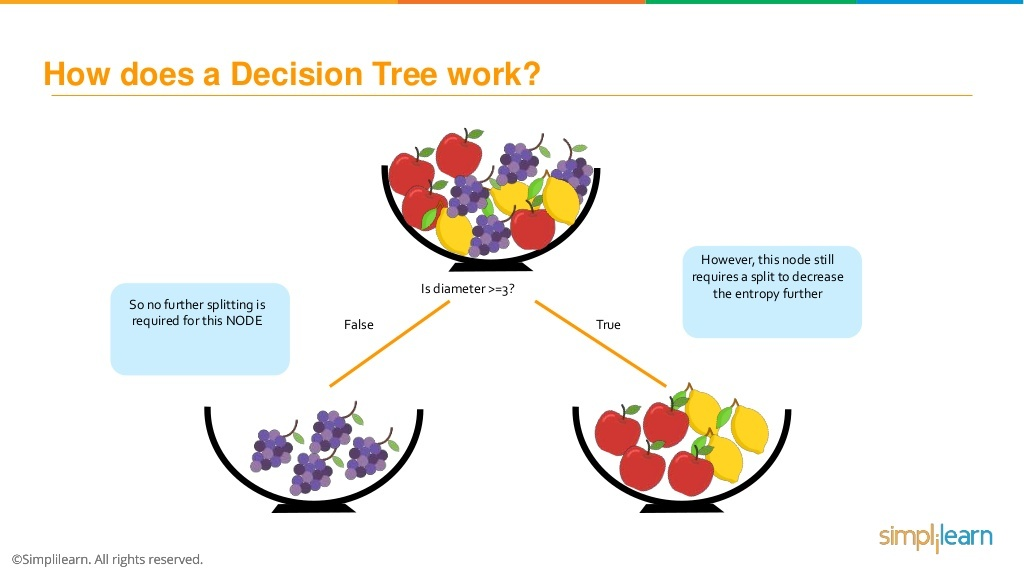 How does a Decision Tree work?
However, this node still
requires a split to decrease
the entropy further
Is diameter >=3?
So no further splitting is
required for this NODE
False
True
simplilearn
©Simplilearn. All rights reserved.